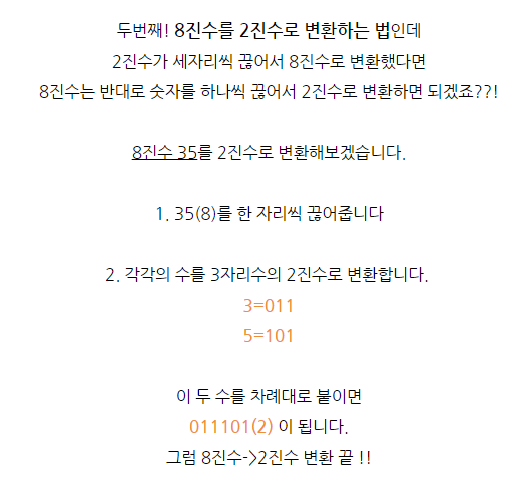 두번째! 8진수를 2진수로 변환하는 법인데
2진수가 세자리씩 끊어서 8진수로 변환했다면
8진수는 반대로 숫자를 하나씩 끊어서 2진수로 변환하면 되겠죠??!
8진수 35를 2진수로 변환해보겠습니다.
1. 35(8)를 한 자리씩 끊어줍니다
2. 각각의 수를 3자리수의 2진수로 변환합니다.
3=011
5=101
이 두 수를 차례대로 붙이면
011101(2) 이 됩니다.
그럼 8진수->2진수 변환 끝 !!